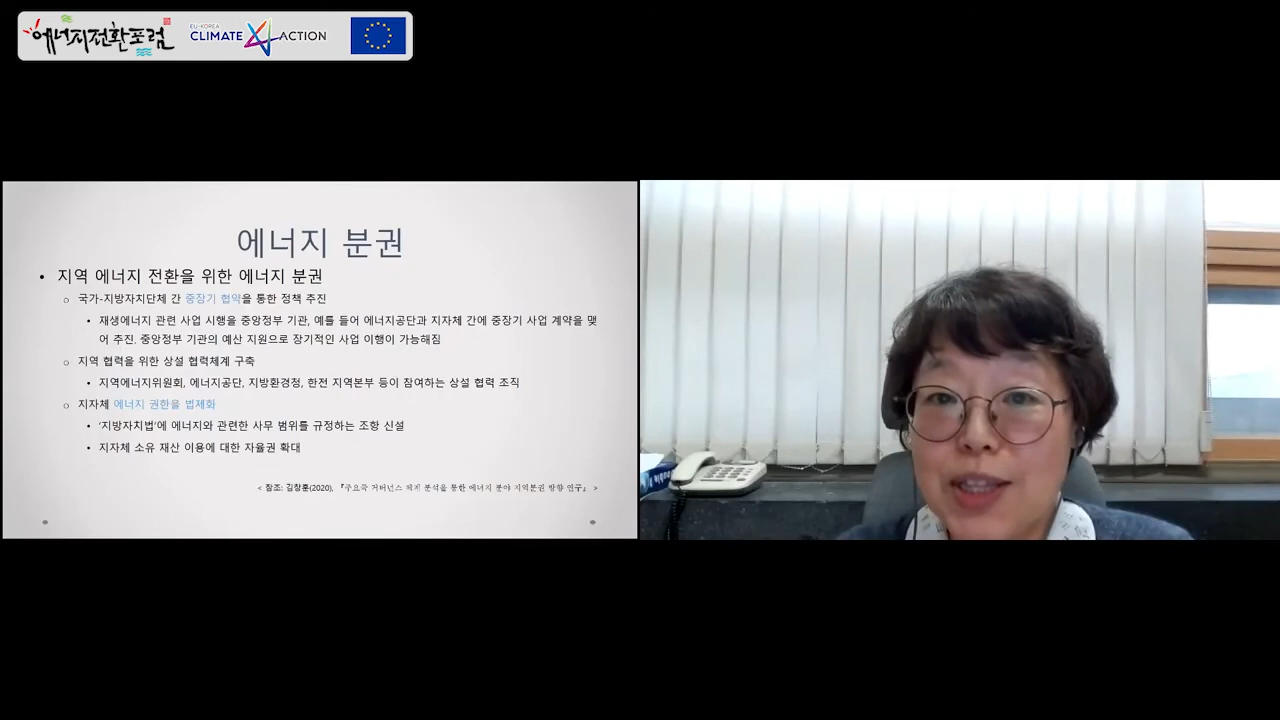 에너지전환포럼
EU-KOREA
CLIMATE ACTION
에너지 분권
• 지역 에너지 전환을 위한 에너지 분권
○ 국가-지방자치단체 간 중장기 협약을 통한 정책 추진
• 재생에너지 관련 사업 시행을 중앙정부 기관, 예를 들어 에너지공단과 지자체 간에 중장기 사업 계약을 맺
어 추진. 중앙정부 기관의 예산 지원으로 장기적인 사업 이행이 가능해짐
○ 지역 협력을 위한 상설 협력체계 구축
• 지역에너지위원회, 에너지공단, 지방환경청, 한전 지역본부 등이 참여하는 상설 협력 조직
○ 지자체 에너지 권한을 법제화
• '지방자치법'에 에너지와 관련한 사무 범위를 규정하는 조항 신설
• 지자체 소유 재산 이용에 대한 자율권 확대
< 참조: 김창훈(2020), 『주요국 거버넌스 체계 분석을 통한 에너지 분야 지역분권 방향 연구』 >